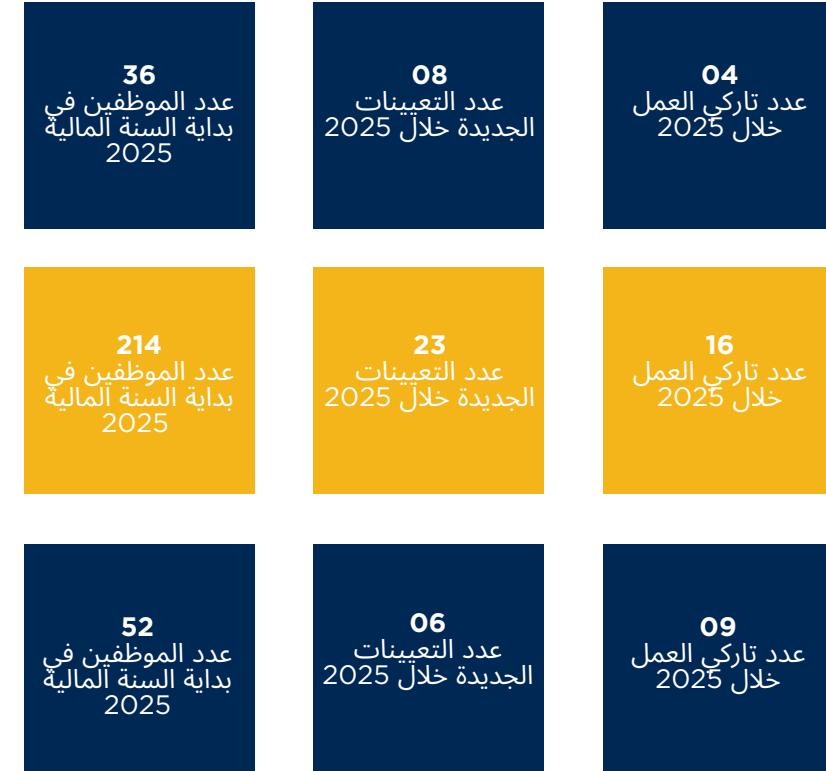 04
عدد تاركي العمل
خلال 2025
08
عدد التعيينات
الجديدة خلال 2025
36
عدد الموظفين في
بداية السنة المالية
2025
16
عدد تاركي العمل
خلال 2025
23
عدد التعيينات
الجديدة خلال 2025
214
عدد الموظفين في
بداية السنة المالية
2025
09
عدد تاركي العمل
خلال 2025
06
عدد التعيينات
الجديدة خلال 2025
52
عدد الموظفين في
بداية السنة المالية
2025